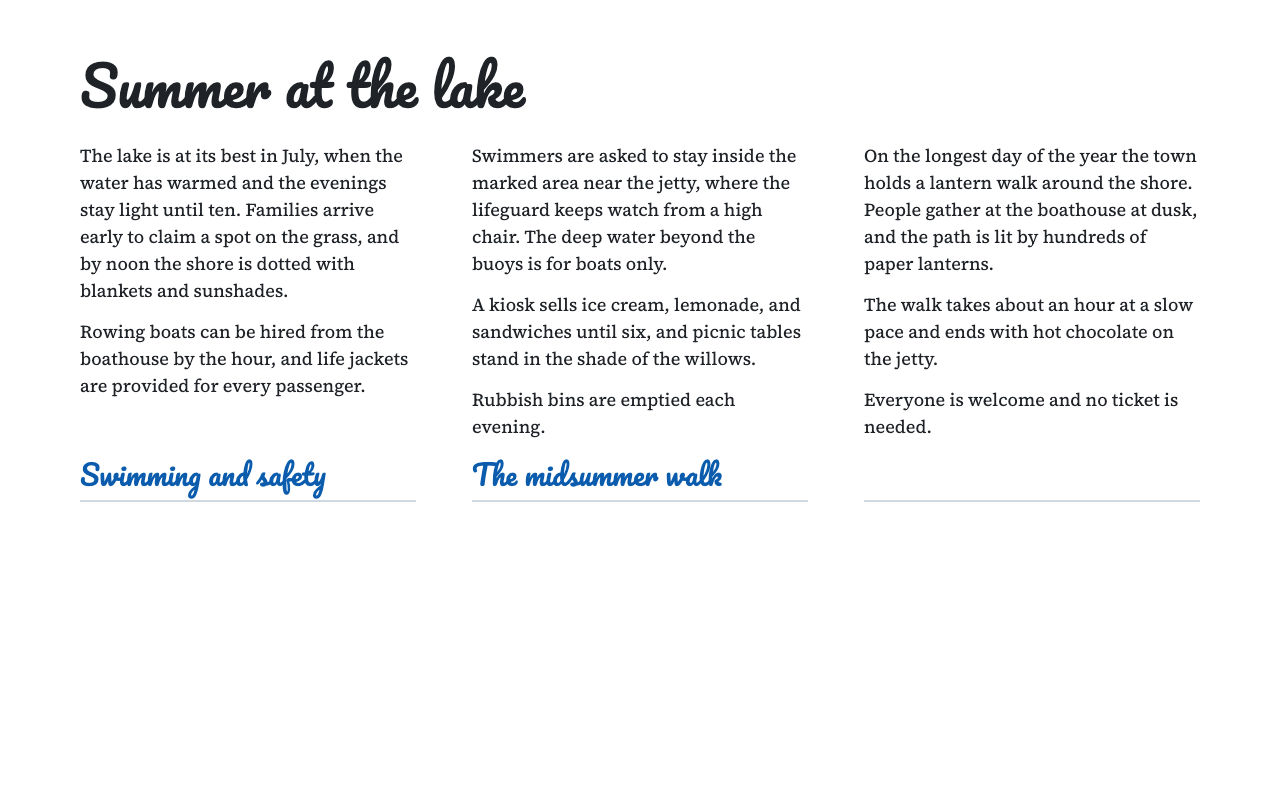 Summer at the lake
The lake is at its best in July, when the
water has warmed and the evenings
stay light until ten. Families arrive
early to claim a spot on the grass, and
by noon the shore is dotted with
blankets and sunshades.
Rowing boats can be hired from the
boathouse by the hour, and life jackets
are provided for every passenger.
Swimming and safety
Swimmers are asked to stay inside the
marked area near the jetty, where the
lifeguard keeps watch from a high
chair. The deep water beyond the
buoys is for boats only.
A kiosk sells ice cream, lemonade, and
sandwiches until six, and picnic tables
stand in the shade of the willows.
Rubbish bins are emptied each
evening.
The midsummer walk
On the longest day of the year the town
holds a lantern walk around the shore.
People gather at the boathouse at dusk,
and the path is lit by hundreds of
paper lanterns.
The walk takes about an hour at a slow
pace and ends with hot chocolate on
the jetty.
Everyone is welcome and no ticket is
needed.